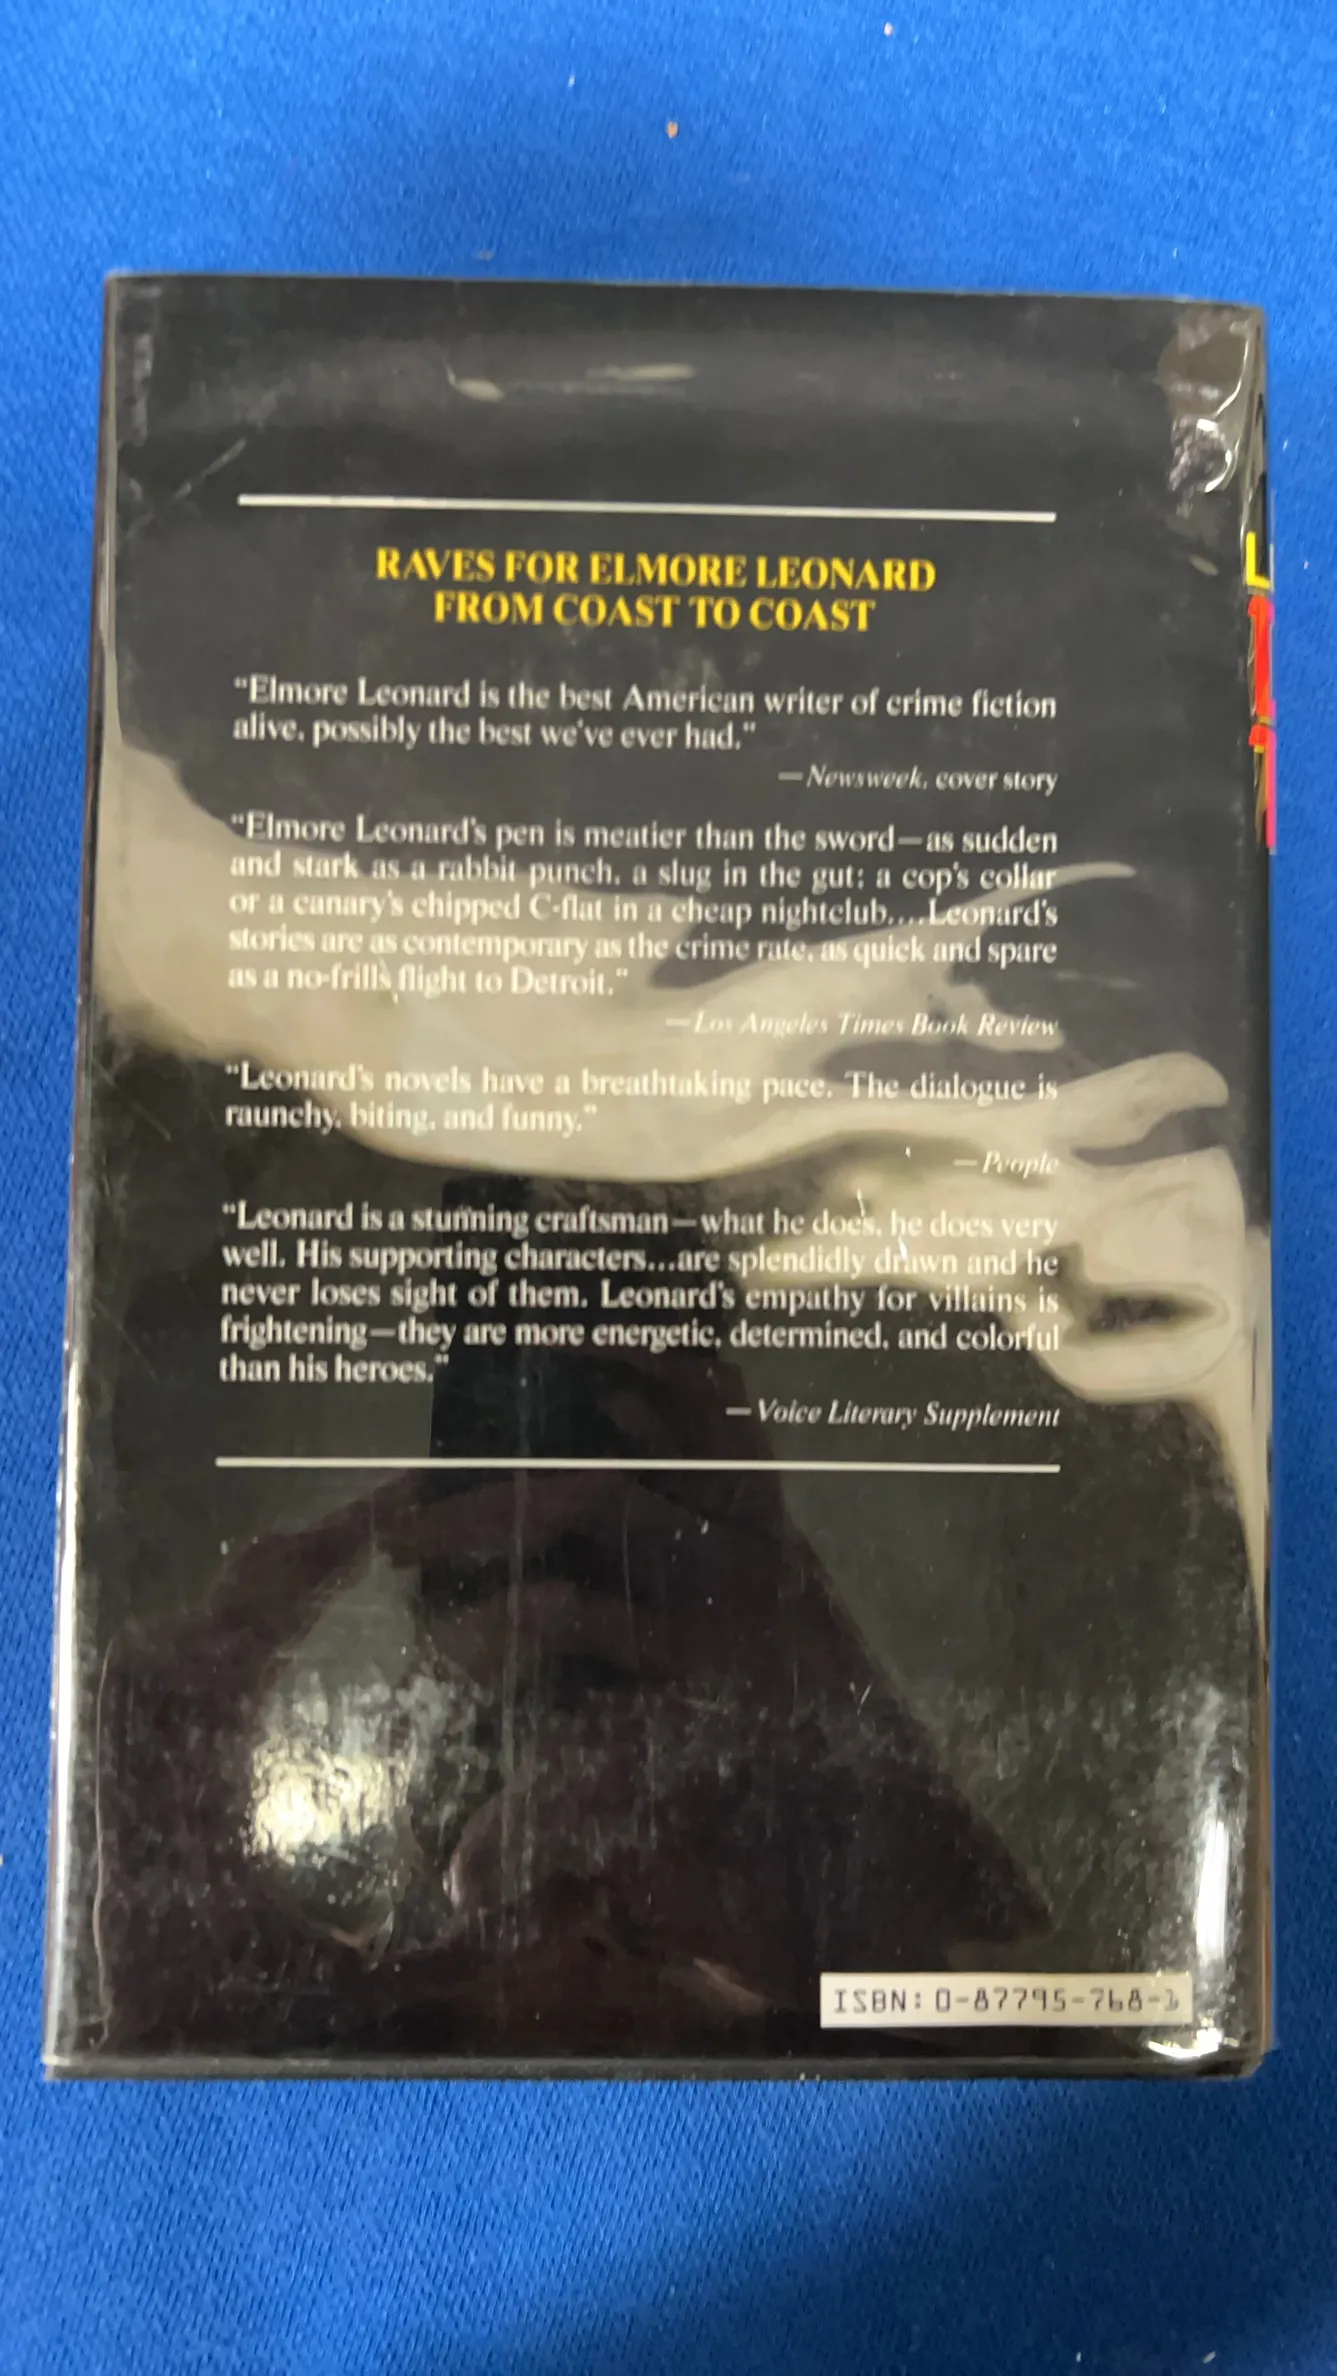 RAVES FOR ELMORE LEONARD
FROM COAST TO COAST
"Elmore Leonard is the best American writer of crime fiction
alive, possibly the best we've ever had."
—Newsweek, cover story
"Elmore Leonard's pen is meatier than the sword—as sudden
and stark as a rabbit punch, a slug in the gut; a cop's collar
or a canary's chipped C-flat in a cheap nightclub....Leonard's
stories are as contemporary as the crime rate, as quick and spare
as a no-frills flight to Detroit."
—Los Angeles Times Book Review
"Leonard's novels have a breathtaking pace. The dialogue is
raunchy, biting, and funny."
—People
"Leonard is a stunning craftsman—what he does, he does very
well. His supporting characters...are splendidly drawn and he
never loses sight of them. Leonard's empathy for villains is
frightening—they are more energetic, determined, and colorful
than his heroes."
—Voice Literary Supplement
ISBN: 0-87795-768-1